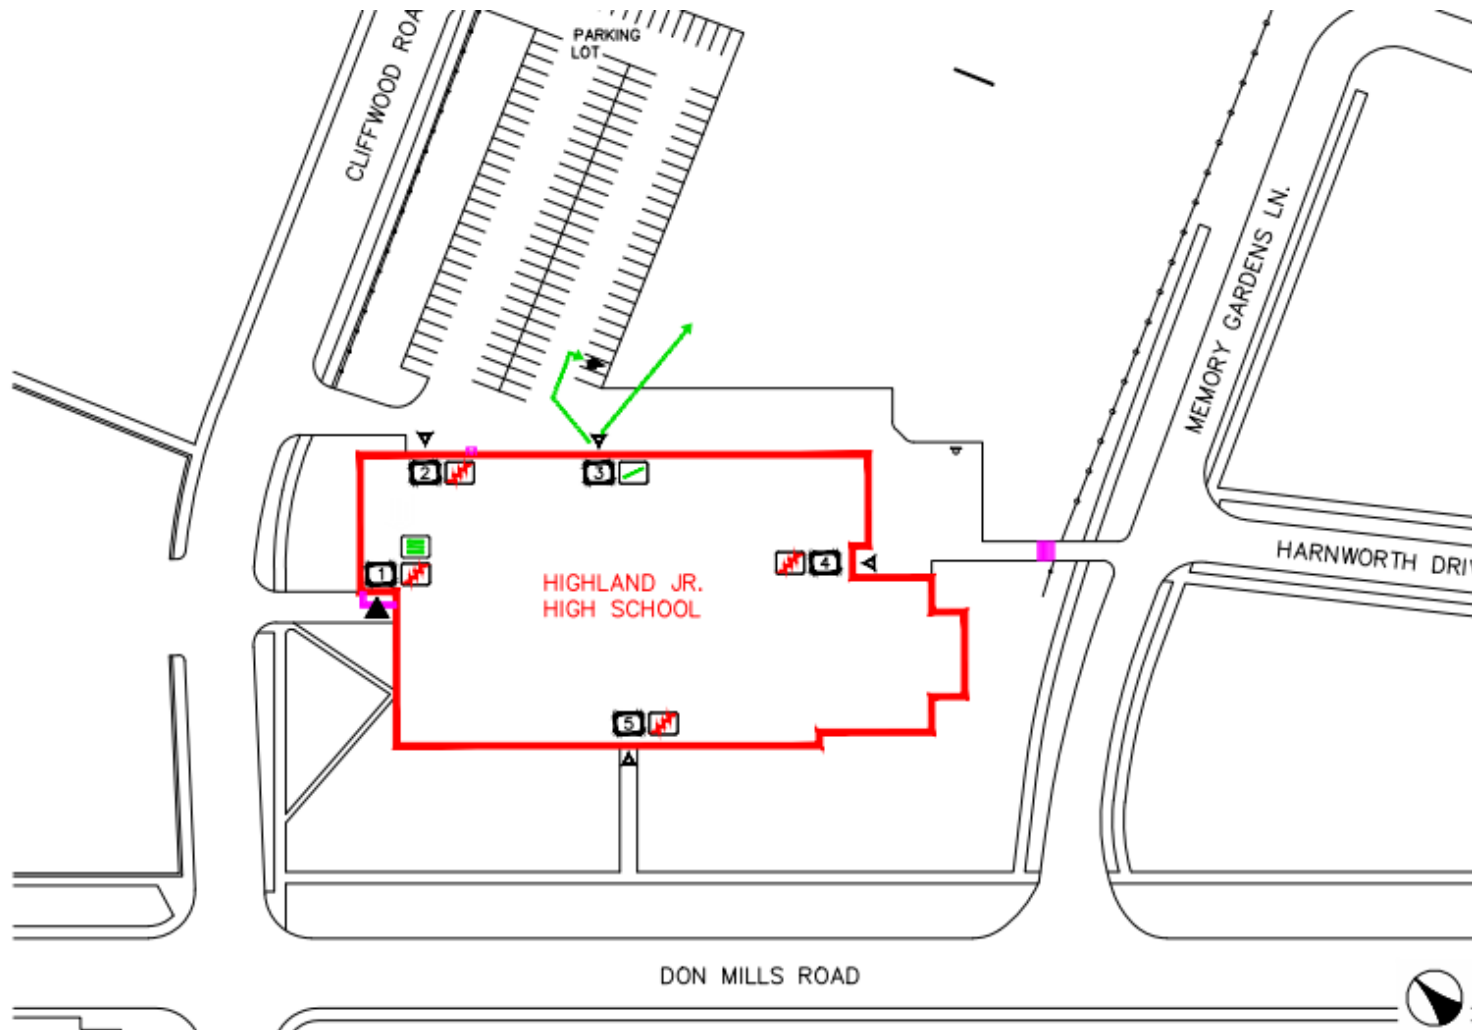 PARKING
LOT
CLIFFWOOD ROA
MEMORY GARDENS LN.
2
3
1
4
HARNWORTH DRIV
HIGHLAND JR.
HIGH SCHOOL
5
DON MILLS ROAD